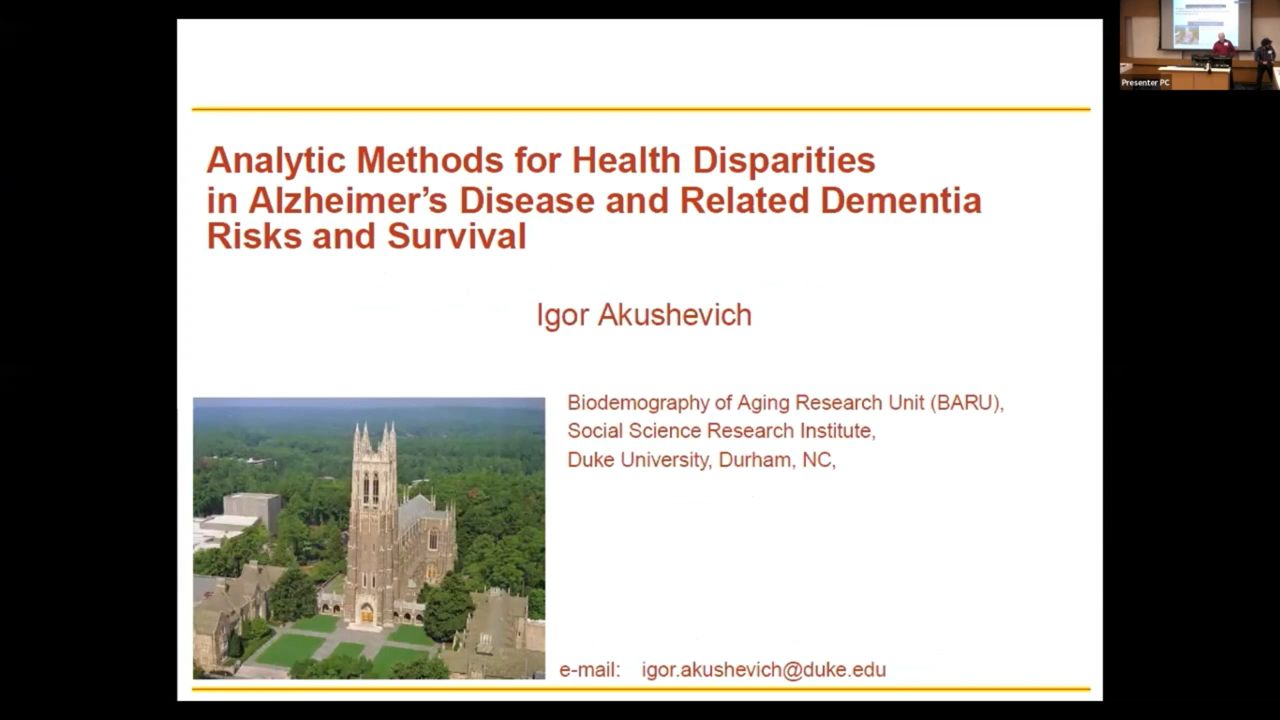 Presenter PC
Analytic Methods for Health Disparities
in Alzheimer’s Disease and Related Dementia
Risks and Survival
Igor Akushevich
Biodemography of Aging Research Unit (BARU),
Social Science Research Institute,
Duke University, Durham, NC,
e-mail: igor.akushevich@duke.edu